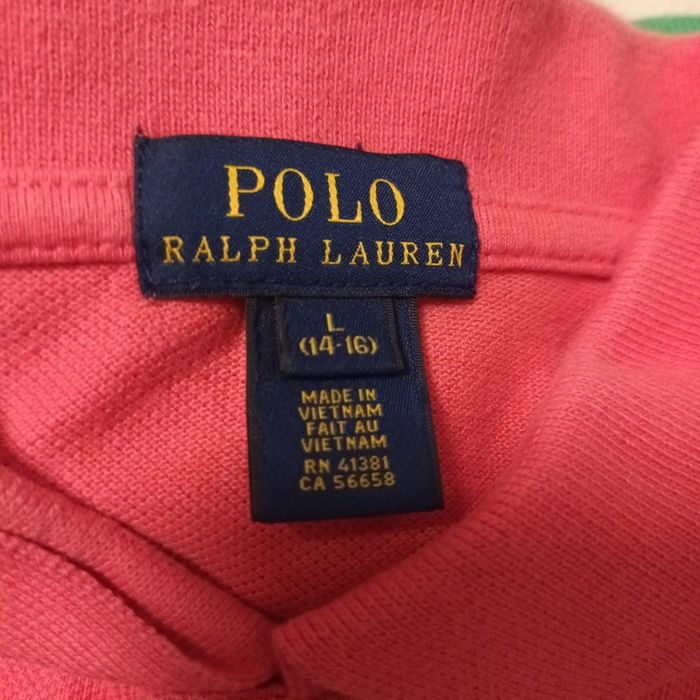 POLO
RALPH LAUREN
L
(14-16)
MADE IN
VIETNAM
FAIT AU
VIETNAM
RN 41381
CA 56658